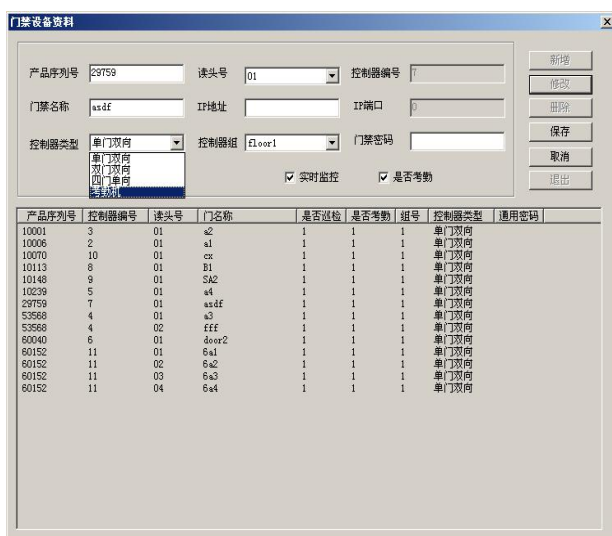 门禁设备资料
产品序列号 29759 读头号 01 控制器编号 7 新增
修改
门禁名称 asdf IP地址 IP端口 0 删除
控制器类型 单门双向 控制器组 floor1 门禁密码 保存
单门双向
双门双向 取消
四门单向
考勤机 实时监控 是否考勤 退出
产品序列号 控制器编号 读头号 门名称 是否巡检 是否考勤 组号 控制器类型 通用密码
10001 3 01 a2 1 1 1 单门双向
10006 2 01 a1 1 1 1 单门双向
10070 10 01 cx 1 1 1 单门双向
10113 8 01 B1 1 1 1 单门双向
10148 9 01 SA2 1 1 1 单门双向
10239 5 01 a4 1 1 1 单门双向
29759 7 01 asdf 1 1 1 单门双向
53568 4 01 a3 1 1 1 单门双向
53568 4 02 fff 1 1 1 单门双向
60040 6 01 door2 1 1 1 单门双向
60152 11 01 6a1 1 1 1 单门双向
60152 11 02 6a2 1 1 1 单门双向
60152 11 03 6a3 1 1 1 单门双向
60152 11 04 6a4 1 1 1 单门双向